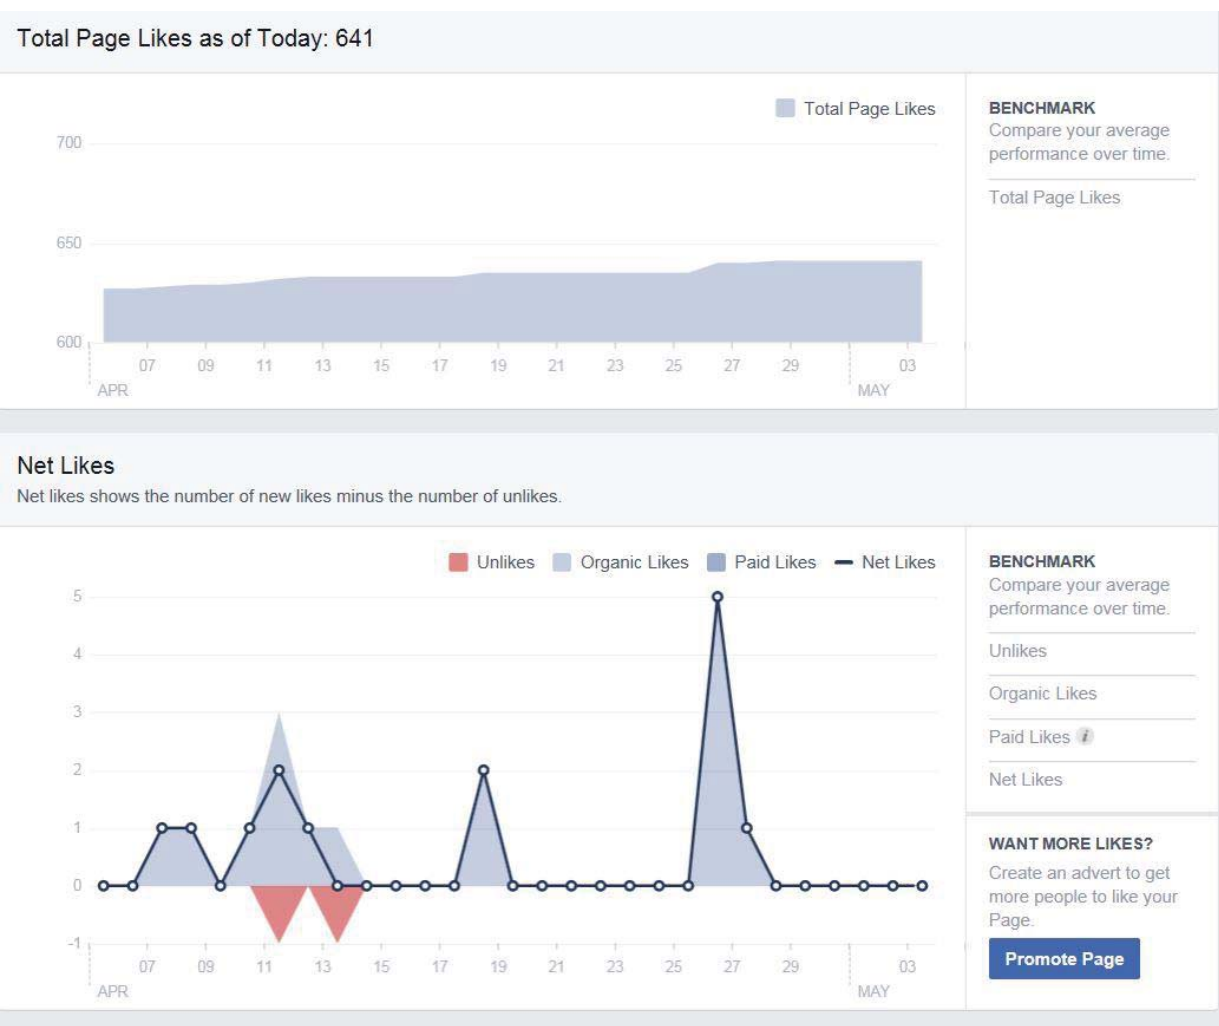 Total Page Likes as of Today: 641
Total Page Likes
BENCHMARK
Compare your average
performance over time.
Total Page Likes
700
650
600
07 09 11 13 15 17 19 21 23 25 27 29 03
APR MAY
Net Likes
Net likes shows the number of new likes minus the number of unlikes.
Unlikes Organic Likes Paid Likes Net Likes
BENCHMARK
Compare your average
performance over time.
Unlikes
Organic Likes
Paid Likes i
Net Likes
5
4
3
2
1
0
-1
07 09 11 13 15 17 19 21 23 25 27 29 03
APR MAY
WANT MORE LIKES?
Create an advert to get
more people to like your
Page.
Promote Page